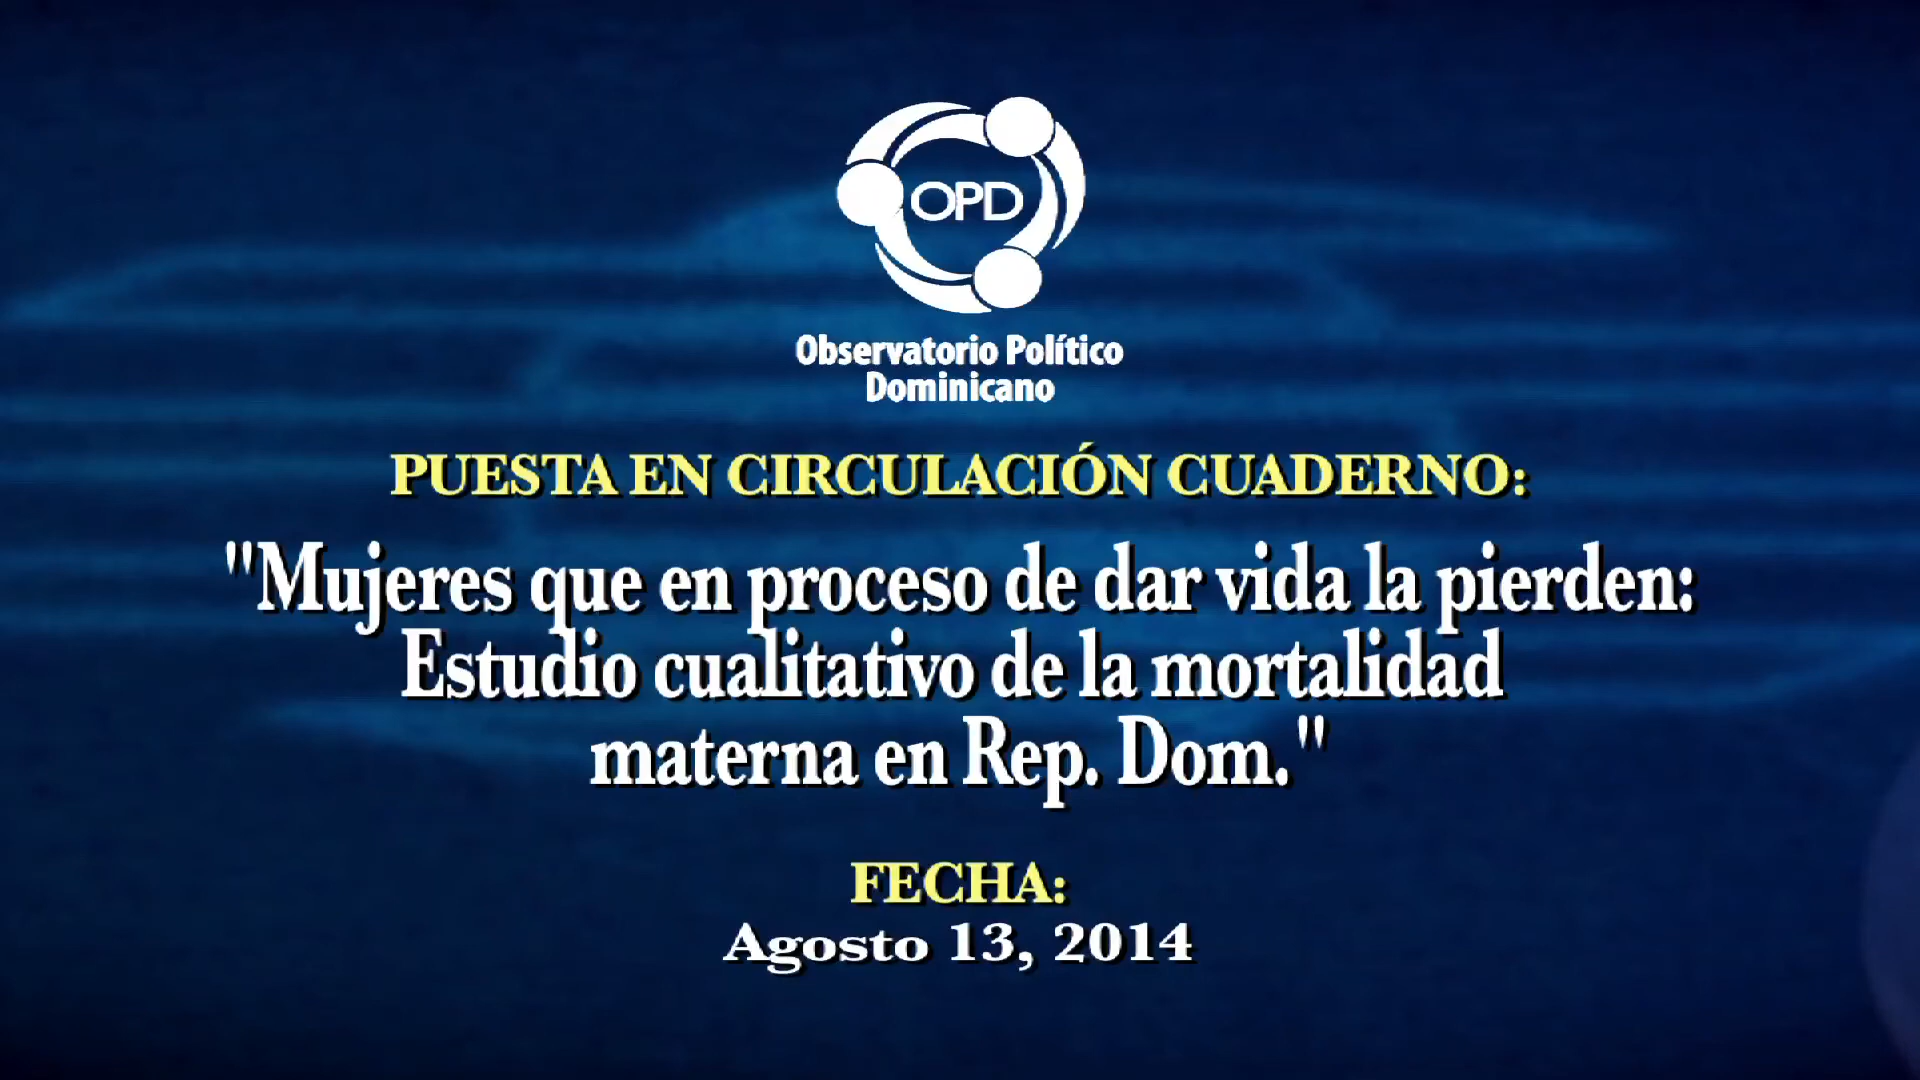 OPD
Observatorio Político
Dominicano
PUESTA EN CIRCULACIÓN CUADERNO:
"Mujeres que en proceso de dar vida la pierden:
Estudio cualitativo de la mortalidad
materna en Rep. Dom."
FECHA:
Agosto 13, 2014